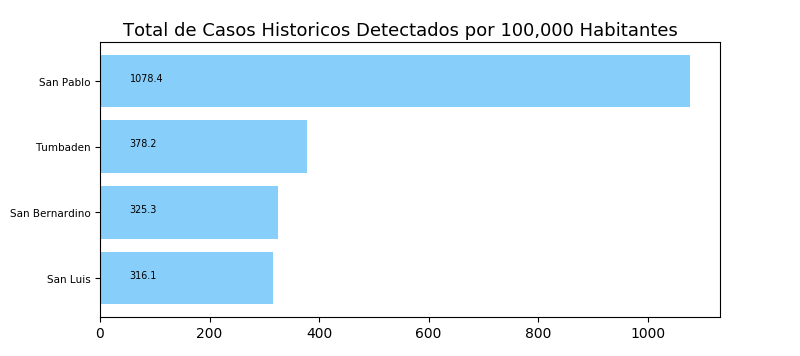 Total de Casos Historicos Detectados por 100,000 Habitantes
San Pablo 1078.4
Tumbaden 378.2
San Bernardino 325.3
San Luis 316.1
0 200 400 600 800 1000